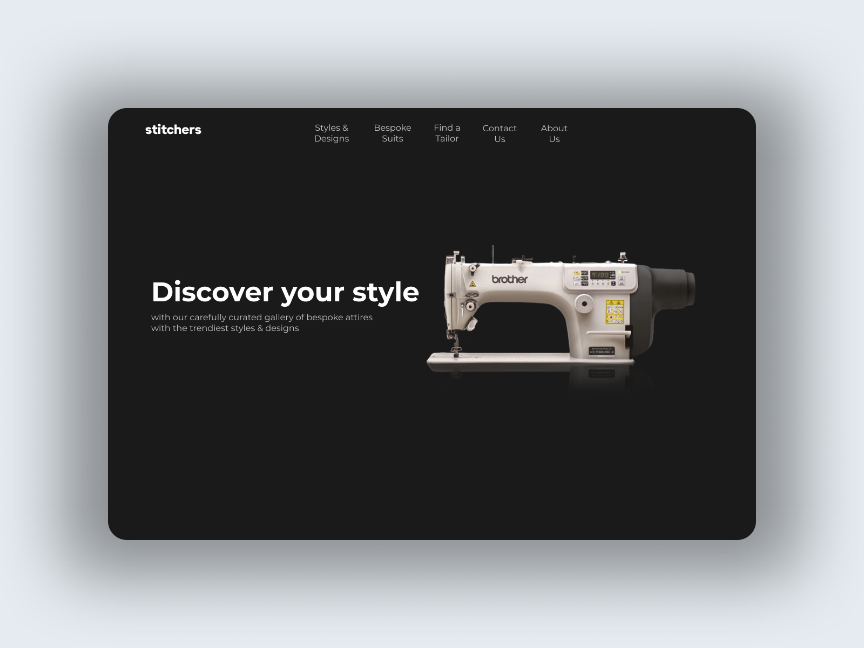 stitchers
Styles &
Designs
Bespoke
Suits
Find a
Tailor
Contact
Us
About
Us
Discover your style
with our carefully curated gallery of bespoke attires
with the trendiest styles & designs
brother